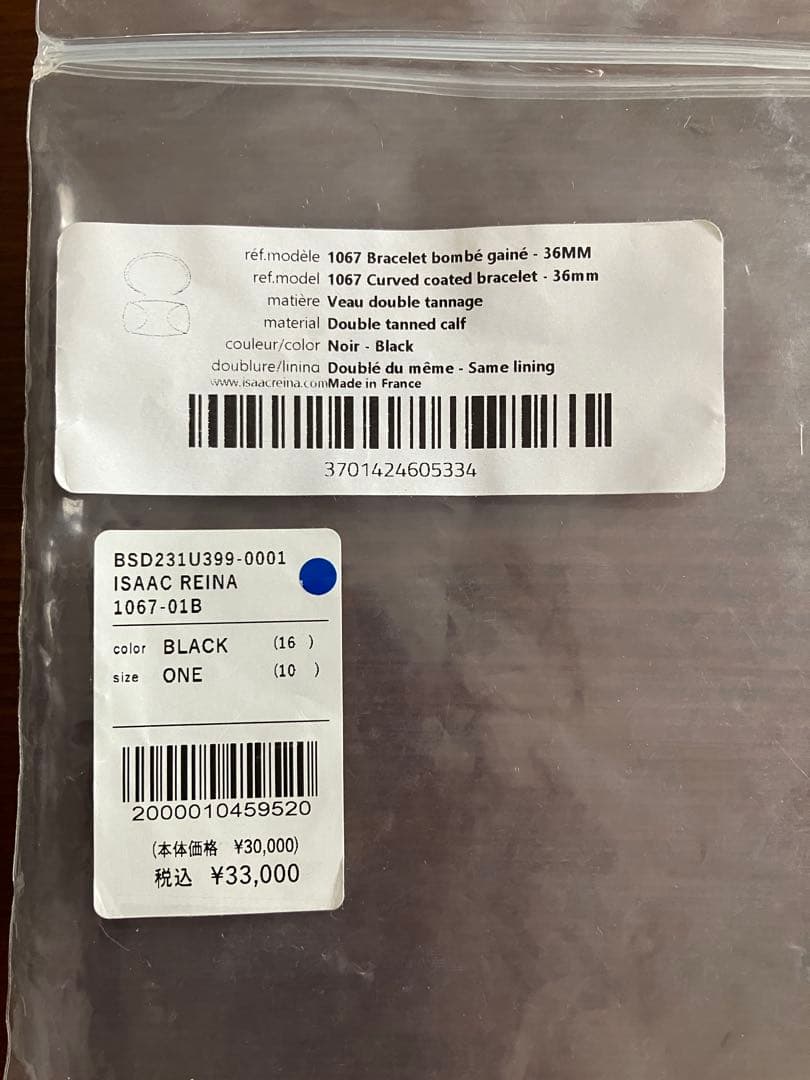 réf.modèle 1067 Bracelet bombé gainé - 36MM
ref.model 1067 Curved coated bracelet - 36mm
matière Veau double tannage
material Double tanned calf
couleur/color Noir - Black
doublure/lining Doublé du même - Same lining
www.isaacreina.com Made in France
3701424605334
BSD231U399-0001
ISAAC REINA
1067-01B
color BLACK (16 )
size ONE (10 )
2000010459520
(本体価格 ¥30,000)
税込 ¥33,000